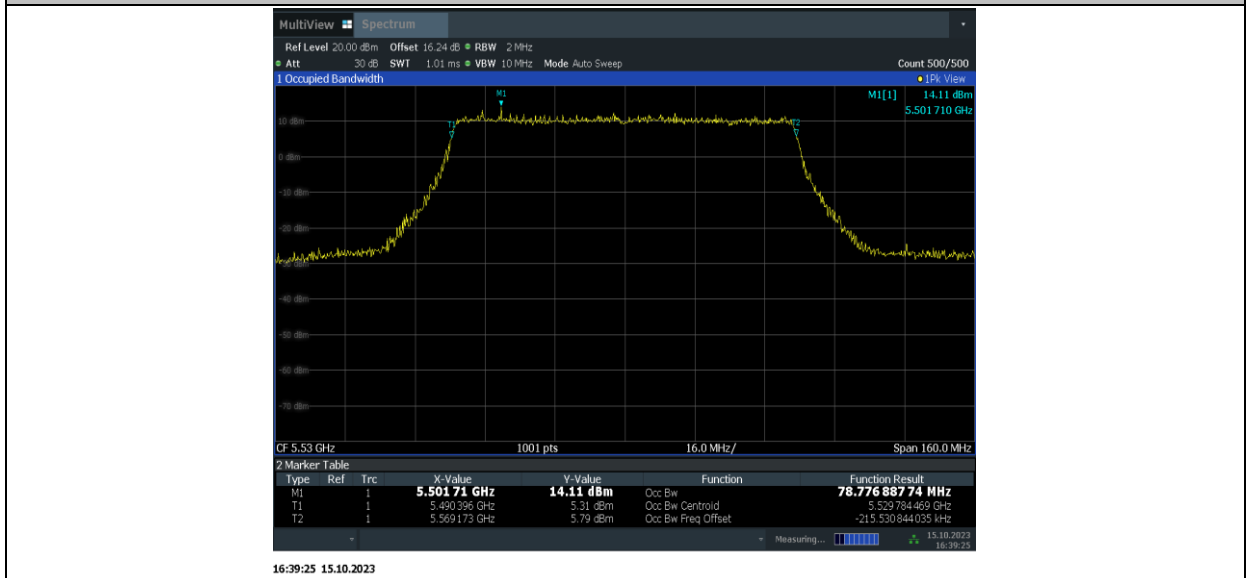 MultiView Spectrum
Ref Level 20.00 dBm Offset 16.24 dB RBW 2 MHz
Att 30 dB SWT 1.01 ms VBW 10 MHz Mode Auto Sweep Count 500/500
1 Occupied Bandwidth 1Pk View
M1 M1[1] 14.11 dBm
5.501 710 GHz
10 dBm
T1 T2
0 dBm
-10 dBm
-20 dBm
-30 dBm
-40 dBm
-50 dBm
-60 dBm
-70 dBm
CF 5.53 GHz 1001 pts 16.0 MHz/ Span 160.0 MHz
2 Marker Table
Type Ref Trc X-Value Y-Value Function Function Result
M1 1 5.501 71 GHz 14.11 dBm Occ Bw 78.776 887 74 MHz
T1 1 5.490 396 GHz 5.31 dBm Occ Bw Centroid 5.529 784 469 GHz
T2 1 5.569 173 GHz 5.79 dBm Occ Bw Freq Offset -215.530 844 035 kHz
Measuring... 15.10.2023
16:39:25
16:39:25 15.10.2023